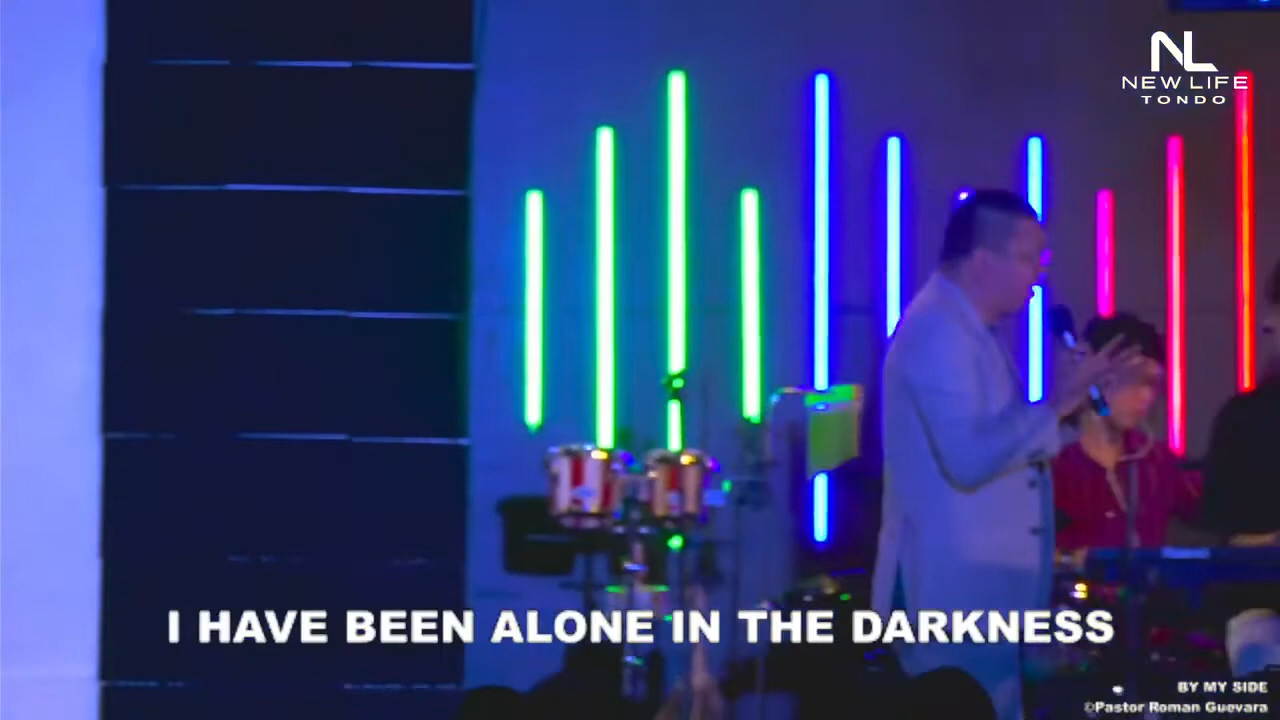 NL
NEW LIFE
TONDO
I HAVE BEEN ALONE IN THE DARKNESS
BY MY SIDE
©Pastor Roman Guevara